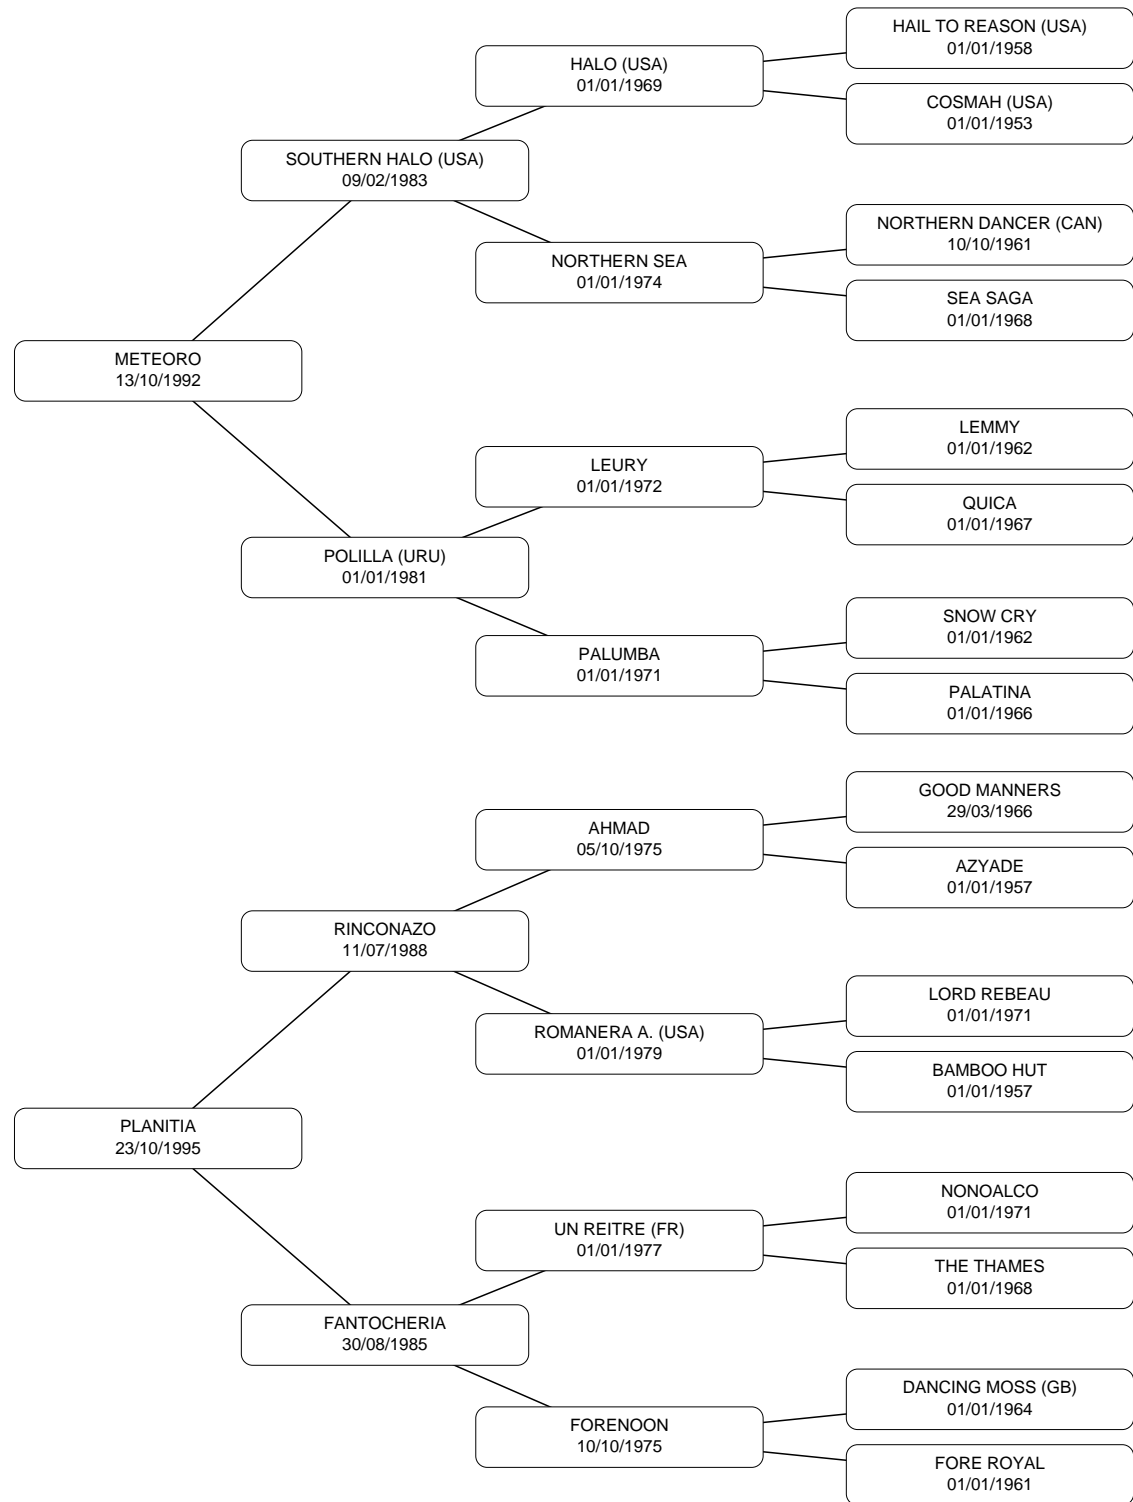 HAIL TO REASON (USA)
01/01/1958
HALO (USA)
01/01/1969
COSMAH (USA)
01/01/1953
SOUTHERN HALO (USA)
09/02/1983
NORTHERN DANCER (CAN)
10/10/1961
NORTHERN SEA
01/01/1974
SEA SAGA
01/01/1968
METEORO
13/10/1992
LEMMY
01/01/1962
LEURY
01/01/1972
QUICA
01/01/1967
POLILLA (URU)
01/01/1981
SNOW CRY
01/01/1962
PALUMBA
01/01/1971
PALATINA
01/01/1966
GOOD MANNERS
29/03/1966
AHMAD
05/10/1975
AZYADE
01/01/1957
RINCONAZO
11/07/1988
LORD REBEAU
01/01/1971
ROMANERA A. (USA)
01/01/1979
BAMBOO HUT
01/01/1957
PLANITIA
23/10/1995
NONOALCO
01/01/1971
UN REITRE (FR)
01/01/1977
THE THAMES
01/01/1968
FANTOCHERIA
30/08/1985
DANCING MOSS (GB)
01/01/1964
FORENOON
10/10/1975
FORE ROYAL
01/01/1961